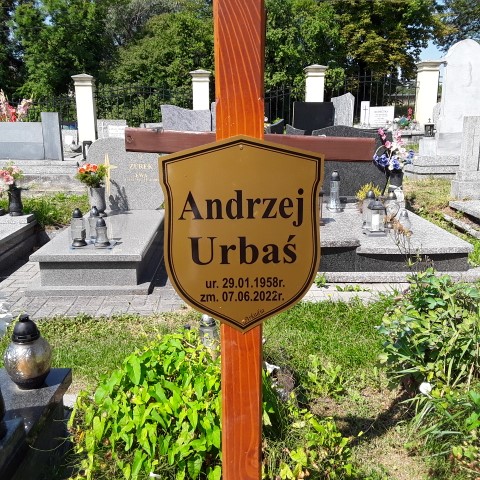 Andrzej
Urbaś
ur. 29.01.1958r.
zm. 07.06.2022r.